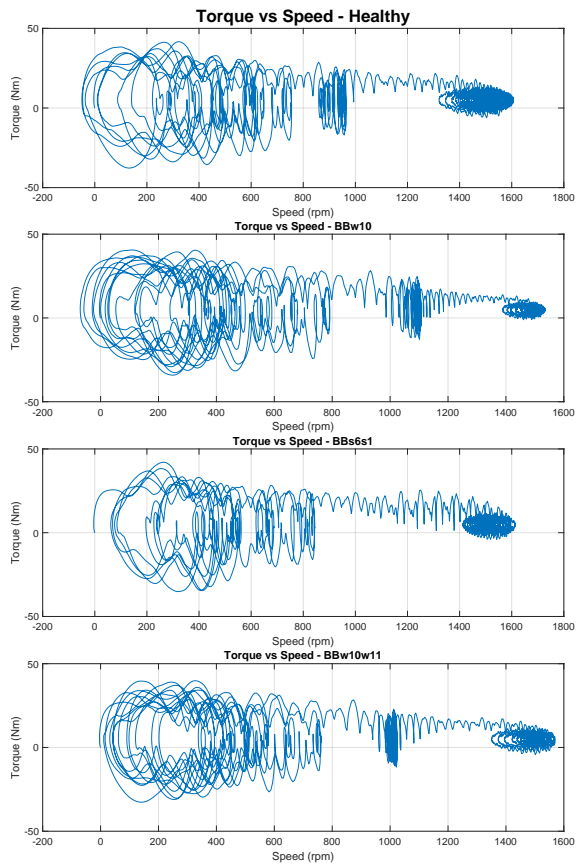 Torque vs Speed - Healthy
50
0
-50
Torque (Nm)
-200 0 200 400 600 800 1000 1200 1400 1600 1800
Speed (rpm)
Torque vs Speed - BBw10
50
0
-50
Torque (Nm)
-200 0 200 400 600 800 1000 1200 1400 1600
Speed (rpm)
Torque vs Speed - BBs6s1
50
0
-50
Torque (Nm)
-200 0 200 400 600 800 1000 1200 1400 1600 1800
Speed (rpm)
Torque vs Speed - BBw10w11
50
0
-50
Torque (Nm)
-200 0 200 400 600 800 1000 1200 1400 1600
Speed (rpm)